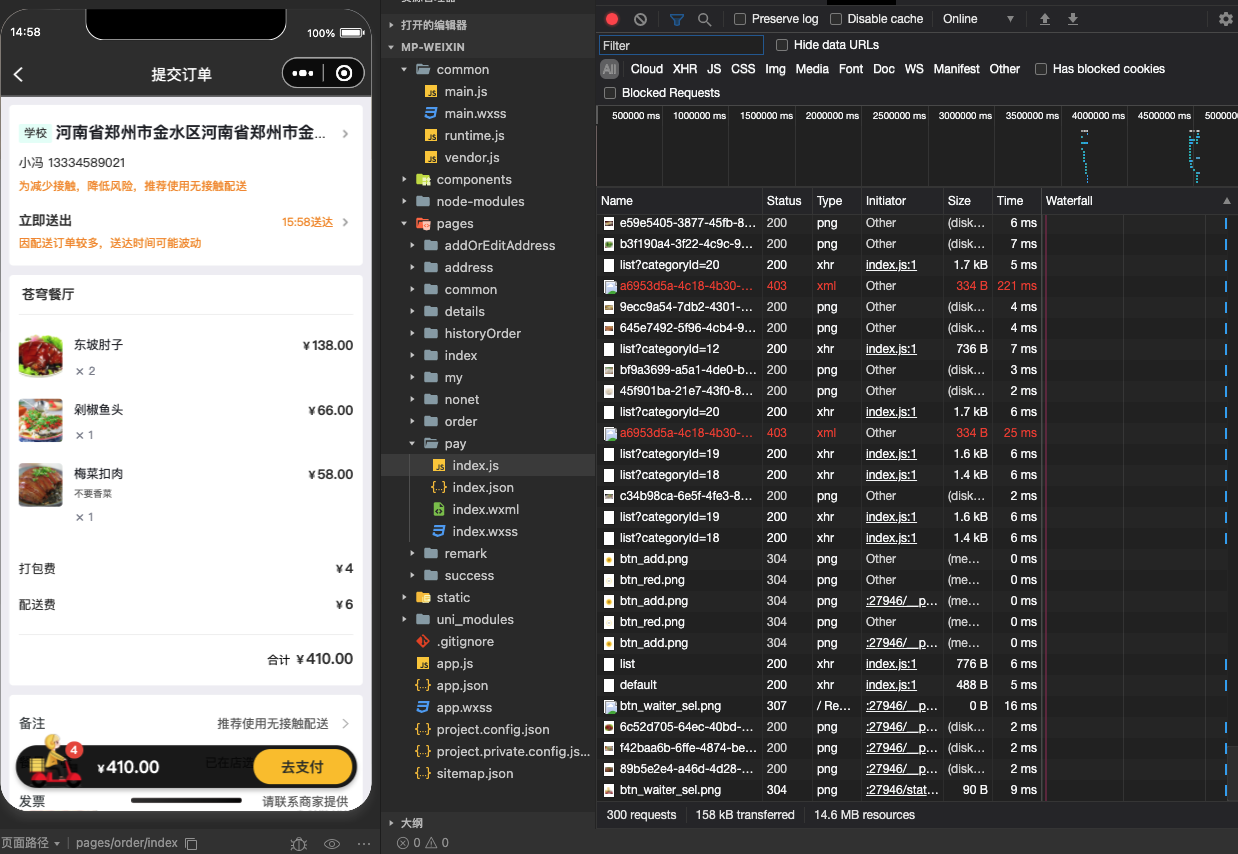 14:58
100%
提交订单
学校 河南省郑州市金水区河南省郑州市金...
小冯 13334589021
为减少接触，降低风险，推荐使用无接触配送
立即送出 15:58送达
因配送订单较多，送达时间可能波动
苍穹餐厅
东坡肘子 ¥138.00
× 2
剁椒鱼头 ¥66.00
× 1
梅菜扣肉 ¥58.00
不要香菜
× 1
打包费 ¥4
配送费 ¥6
合计 ¥410.00
备注 推荐使用无接触配送
4
¥410.00 去支付
发票 请联系商家提供
页面路径 pages/order/index
打开的编辑器
MP-WEIXIN
common
main.js
main.wxss
runtime.js
vendor.js
components
node-modules
pages
addOrEditAddress
address
common
details
historyOrder
index
my
nonet
order
pay
index.js
index.json
index.wxml
index.wxss
remark
success
static
uni_modules
.gitignore
app.js
app.json
app.wxss
project.config.json
project.private.config.js...
sitemap.json
大纲
0 0
Preserve log Disable cache Online
Filter Hide data URLs
All Cloud XHR JS CSS Img Media Font Doc WS Manifest Other Has blocked cookies
Blocked Requests
500000 ms 1000000 ms 1500000 ms 2000000 ms 2500000 ms 3000000 ms 3500000 ms 4000000 ms 4500000 ms 500000
Name Status Type Initiator Size Time Waterfall
e59e5405-3877-45fb-8... 200 png Other (disk... 6 ms
b3f190a4-3f22-4c9c-9... 200 png Other (disk... 7 ms
list?categoryId=20 200 xhr index.js:1 1.7 kB 5 ms
a6953d5a-4c18-4b30-... 403 xml Other 334 B 221 ms
9ecc9a54-7db2-4301-... 200 png Other (disk... 4 ms
645e7492-5f96-4cb4-9... 200 png Other (disk... 4 ms
list?categoryId=12 200 xhr index.js:1 736 B 7 ms
bf9a3699-a5a1-4de0-b... 200 png Other (disk... 3 ms
45f901ba-21e7-43f0-8... 200 png Other (disk... 2 ms
list?categoryId=20 200 xhr index.js:1 1.7 kB 6 ms
a6953d5a-4c18-4b30-... 403 xml Other 334 B 25 ms
list?categoryId=19 200 xhr index.js:1 1.6 kB 6 ms
list?categoryId=18 200 xhr index.js:1 1.4 kB 6 ms
c34b98ca-6e5f-4fe3-8... 200 png Other (disk... 2 ms
list?categoryId=19 200 xhr index.js:1 1.6 kB 6 ms
list?categoryId=18 200 xhr index.js:1 1.4 kB 6 ms
btn_add.png 304 png Other (me... 0 ms
btn_red.png 304 png Other (me... 0 ms
btn_add.png 304 png :27946/__p... (me... 0 ms
btn_red.png 304 png Other (me... 0 ms
btn_add.png 304 png :27946/__p... (me... 0 ms
list 200 xhr index.js:1 776 B 6 ms
default 200 xhr index.js:1 488 B 5 ms
btn_waiter_sel.png 307 / Re... :27946/__p... 0 B 16 ms
6c52d705-64ec-40bd-... 200 png :27946/__p... (disk... 2 ms
f42baa6b-6ffe-4874-be... 200 png :27946/__p... (disk... 2 ms
89b5e2e4-a46d-4d28-... 200 png :27946/__p... (disk... 2 ms
btn_waiter_sel.png 304 png :27946/stat... 90 B 9 ms
300 requests 158 kB transferred 14.6 MB resources